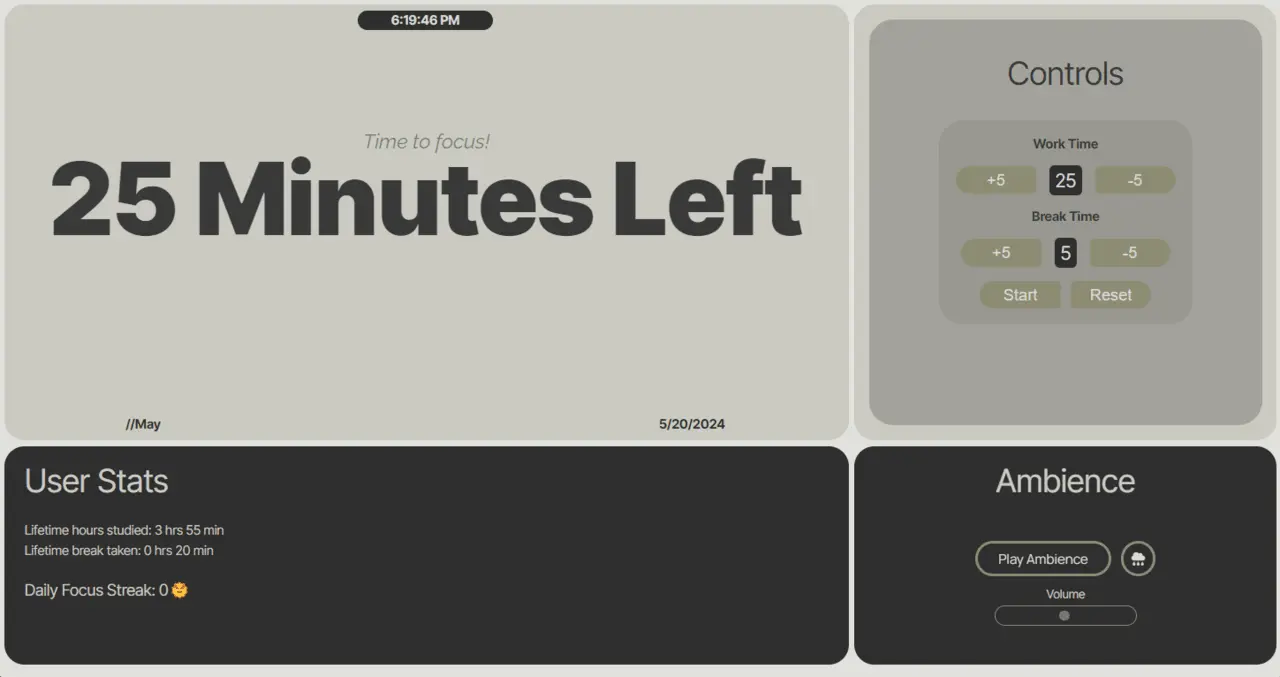 6:19:46 PM
Time to focus!
25 Minutes Left
//May
5/20/2024
Controls
Work Time
+5 25 -5
Break Time
+5 5 -5
Start Reset
User Stats
Lifetime hours studied: 3 hrs 55 min
Lifetime break taken: 0 hrs 20 min
Daily Focus Streak: 0 🌞
Ambience
Play Ambience
Volume